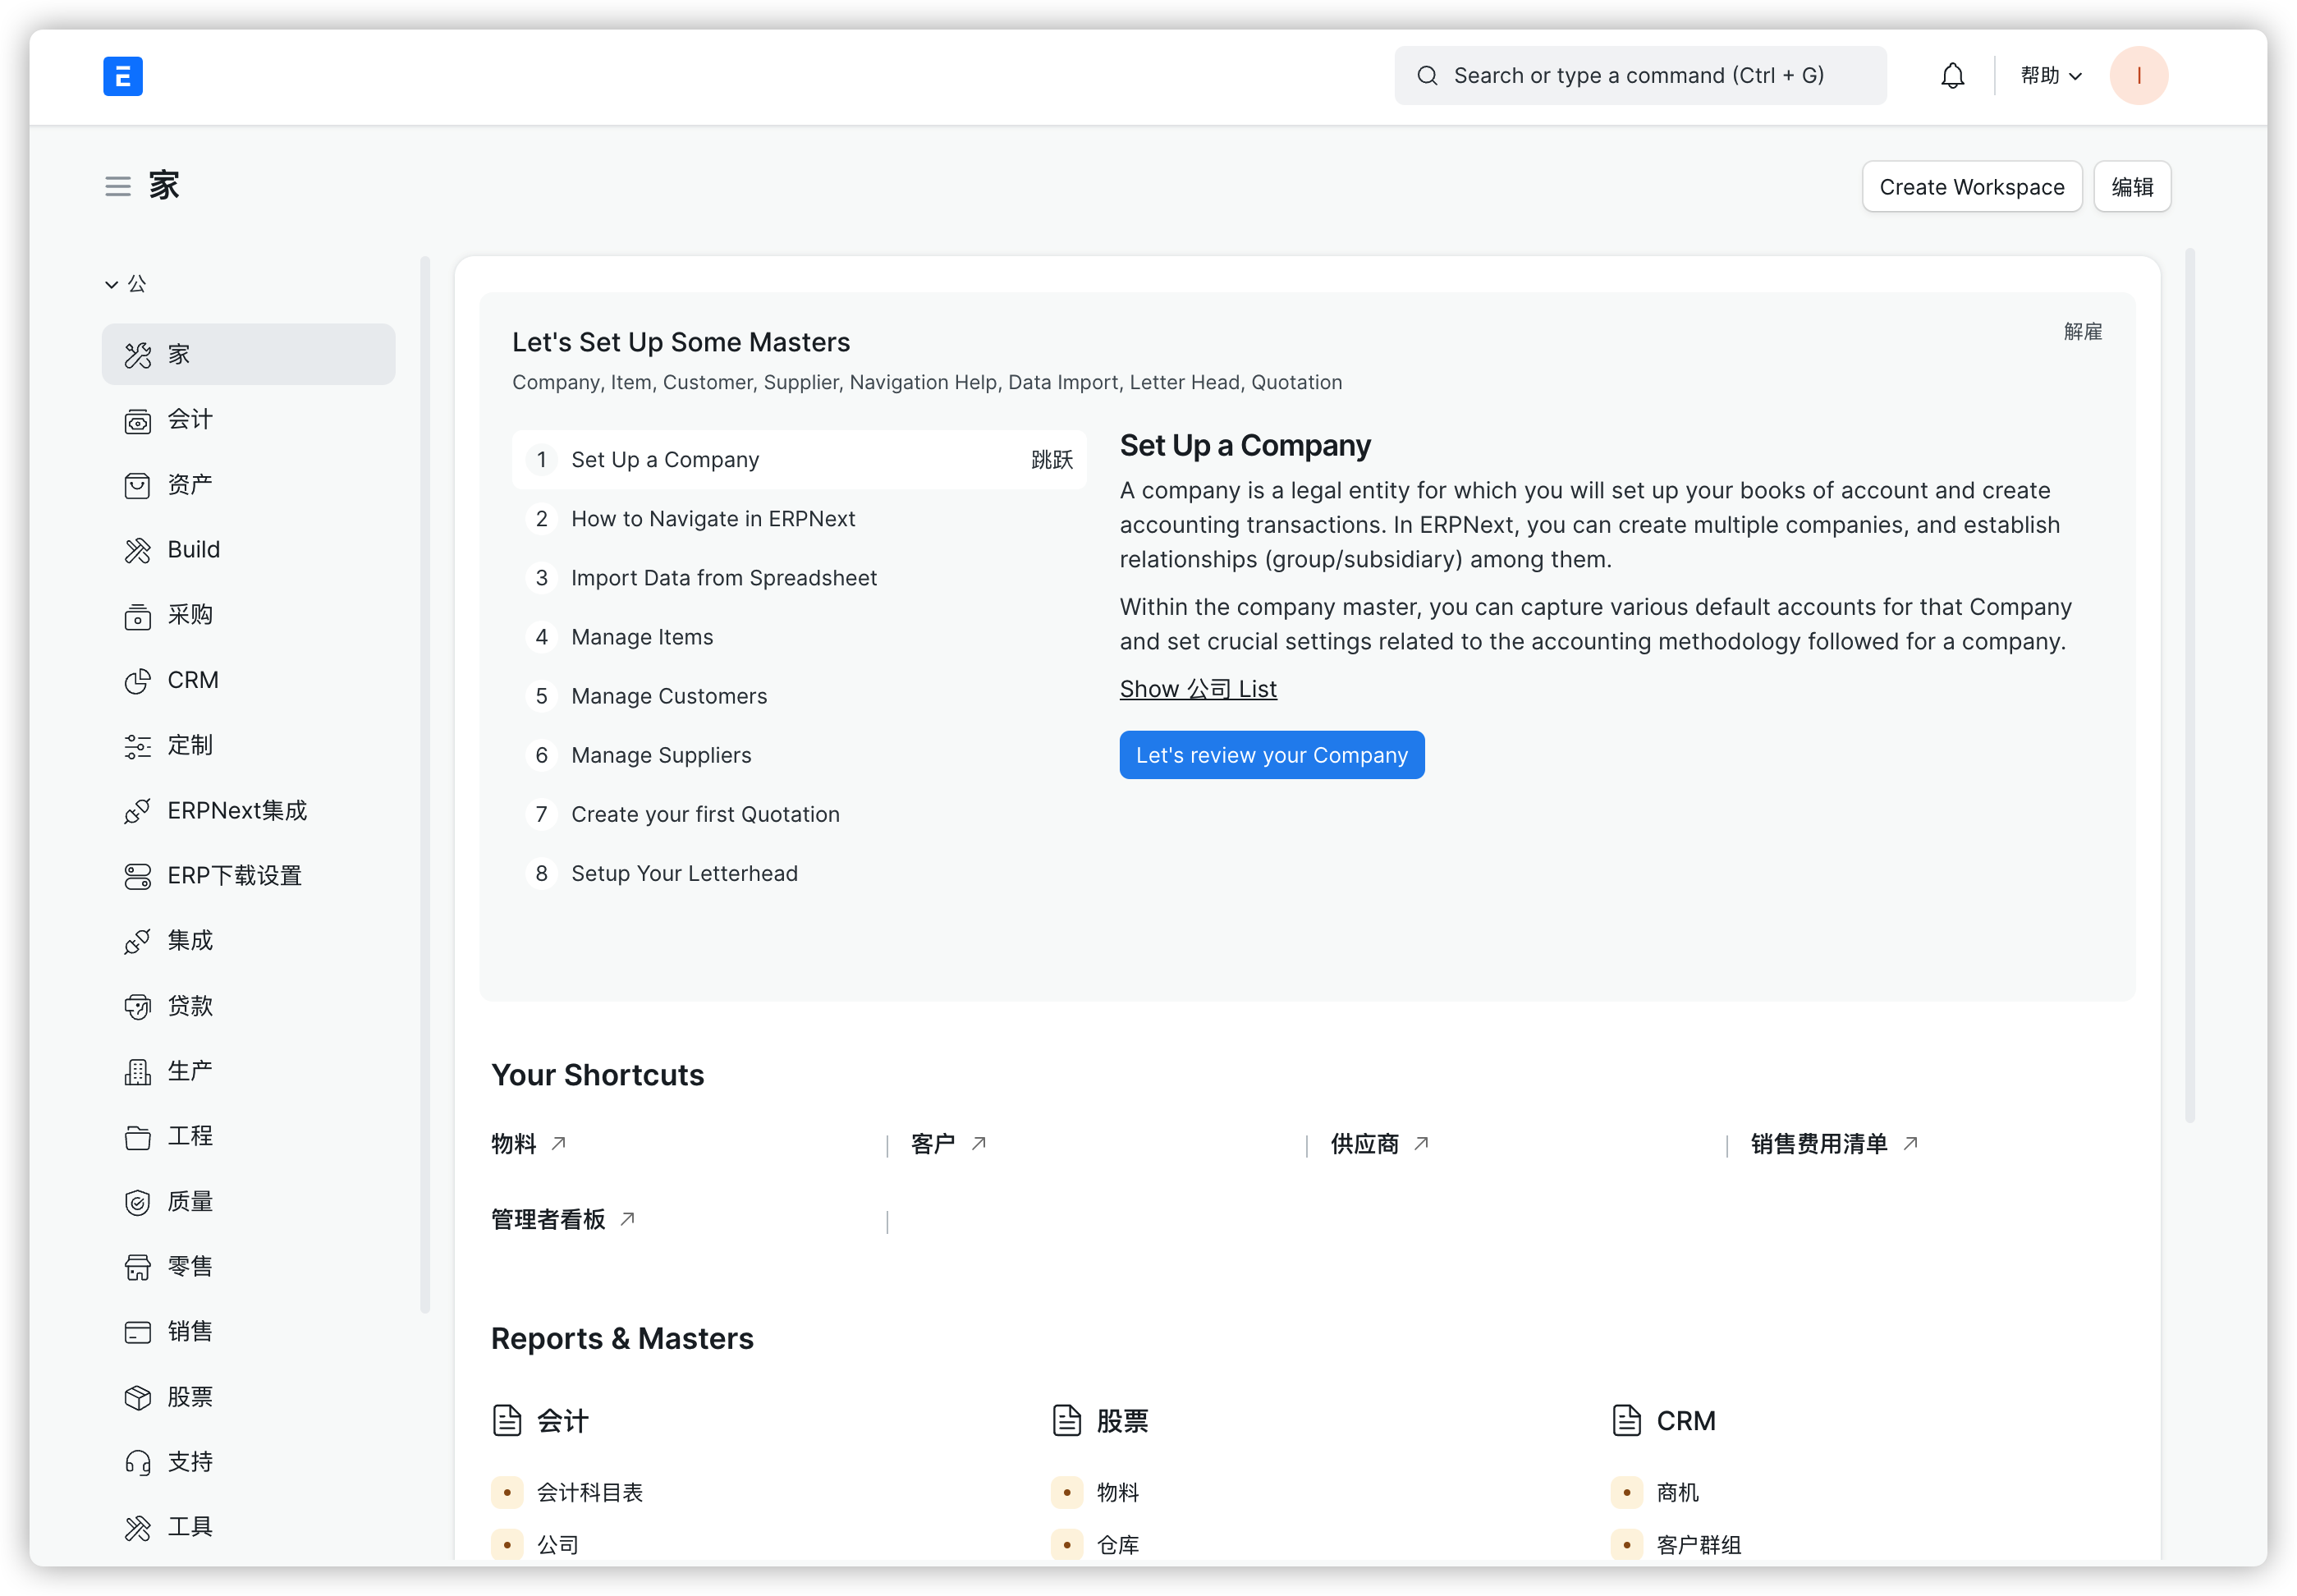 E
Search or type a command (Ctrl + G)
帮助
I
家
Create Workspace
编辑
公
家
会计
资产
Build
采购
CRM
定制
ERPNext集成
ERP下载设置
集成
贷款
生产
工程
质量
零售
销售
股票
支持
工具
Let's Set Up Some Masters
解雇
Company, Item, Customer, Supplier, Navigation Help, Data Import, Letter Head, Quotation
1 Set Up a Company 跳跃
2 How to Navigate in ERPNext
3 Import Data from Spreadsheet
4 Manage Items
5 Manage Customers
6 Manage Suppliers
7 Create your first Quotation
8 Setup Your Letterhead
Set Up a Company
A company is a legal entity for which you will set up your books of account and create
accounting transactions. In ERPNext, you can create multiple companies, and establish
relationships (group/subsidiary) among them.
Within the company master, you can capture various default accounts for that Company
and set crucial settings related to the accounting methodology followed for a company.
Show 公司 List
Let's review your Company
Your Shortcuts
物料
客户
供应商
销售费用清单
管理者看板
Reports & Masters
会计
会计科目表
公司
股票
物料
仓库
CRM
商机
客户群组